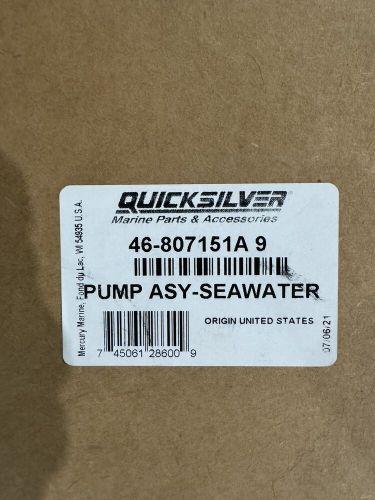 QUICKSILVER
Marine Parts & Accessories
46-807151A 9
PUMP ASY-SEAWATER
ORIGIN UNITED STATES
7 45061 28600 9
Mercury Marine, Fond du Lac, WI 54935 U.S.A.
07/06/21